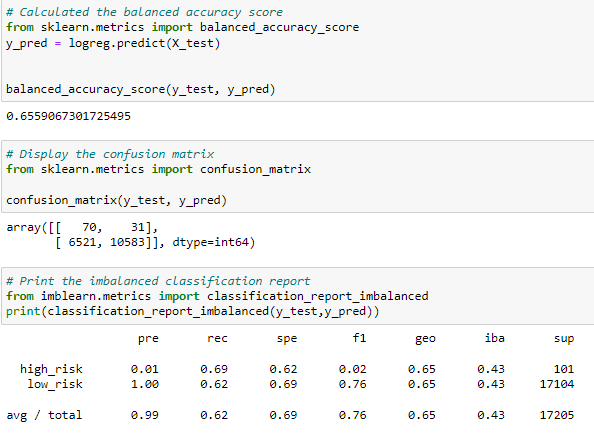 # Calculated the balanced accuracy score
from sklearn.metrics import balanced_accuracy_score
y_pred = logreg.predict(X_test)
balanced_accuracy_score(y_test, y_pred)
0.6559067301725495
# Display the confusion matrix
from sklearn.metrics import confusion_matrix
confusion_matrix(y_test, y_pred)
array([[   70,    31],
       [ 6521, 10583]], dtype=int64)
# Print the imbalanced classification report
from imblearn.metrics import classification_report_imbalanced
print(classification_report_imbalanced(y_test,y_pred))
pre       rec       spe        f1       geo       iba       sup
high_risk       0.01      0.69      0.62      0.02      0.65      0.43       101
low_risk       1.00      0.62      0.69      0.76      0.65      0.43     17104
avg / total       0.99      0.62      0.69      0.76      0.65      0.43     17205